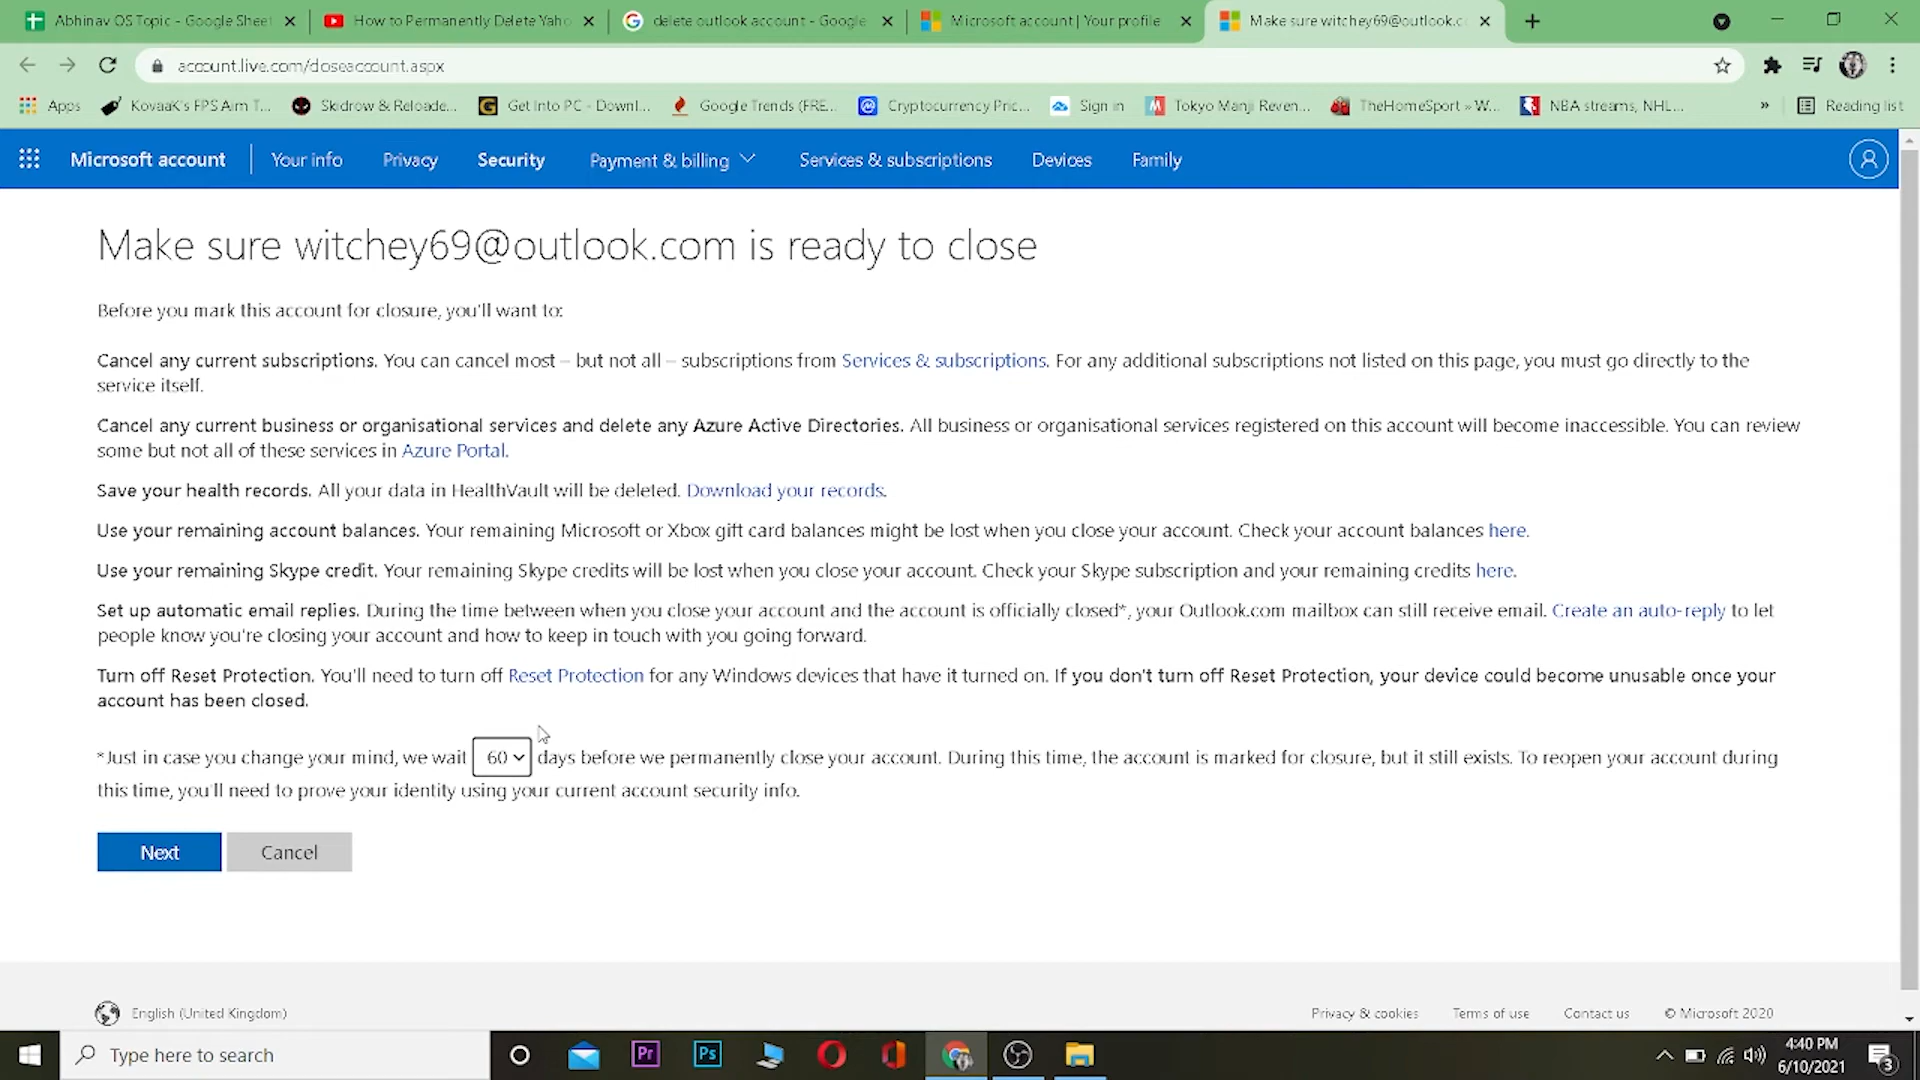 Abhinav OS Topic - Google Sheet
How to Permanently Delete Yaho
delete outlook account - Google
Microsoft account | Your profile
Make sure witchey69@outlook.c
account.live.com/closeaccount.aspx
Apps
KovaaK's FPS Aim T...
Skidrow & Reloade...
Get Into PC - Downl...
Google Trends (FRE...
Cryptocurrency Pric...
Sign in
Tokyo Manji Reven...
TheHomeSport » W...
NBA streams, NHL...
»
Reading list
Microsoft account
Your info
Privacy
Security
Payment & billing
Services & subscriptions
Devices
Family
Make sure witchey69@outlook.com is ready to close
Before you mark this account for closure, you'll want to:
Cancel any current subscriptions. You can cancel most – but not all – subscriptions from Services & subscriptions. For any additional subscriptions not listed on this page, you must go directly to the
service itself.
Cancel any current business or organisational services and delete any Azure Active Directories. All business or organisational services registered on this account will become inaccessible. You can review
some but not all of these services in Azure Portal.
Save your health records. All your data in HealthVault will be deleted. Download your records.
Use your remaining account balances. Your remaining Microsoft or Xbox gift card balances might be lost when you close your account. Check your account balances here.
Use your remaining Skype credit. Your remaining Skype credits will be lost when you close your account. Check your Skype subscription and your remaining credits here.
Set up automatic email replies. During the time between when you close your account and the account is officially closed*, your Outlook.com mailbox can still receive email. Create an auto-reply to let
people know you're closing your account and how to keep in touch with you going forward.
Turn off Reset Protection. You'll need to turn off Reset Protection for any Windows devices that have it turned on. If you don't turn off Reset Protection, your device could become unusable once your
account has been closed.
*Just in case you change your mind, we wait 60 days before we permanently close your account. During this time, the account is marked for closure, but it still exists. To reopen your account during
this time, you'll need to prove your identity using your current account security info.
Next
Cancel
English (United Kingdom)
Privacy & cookies
Terms of use
Contact us
© Microsoft 2020
Type here to search
Pr
Ps
4:40 PM
6/10/2021
3